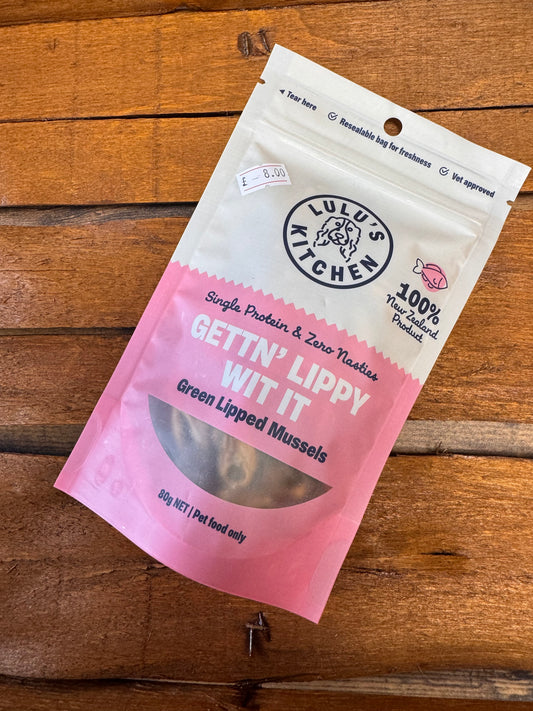 Tear here
Resealable bag for freshness
Vet approved
£ - 8.00
LULU'S
KITCHEN
100%
New Zealand
Product
Single Protein & Zero Nasties
GETTN' LIPPY
WIT IT
Green Lipped Mussels
80g NET | Pet food only